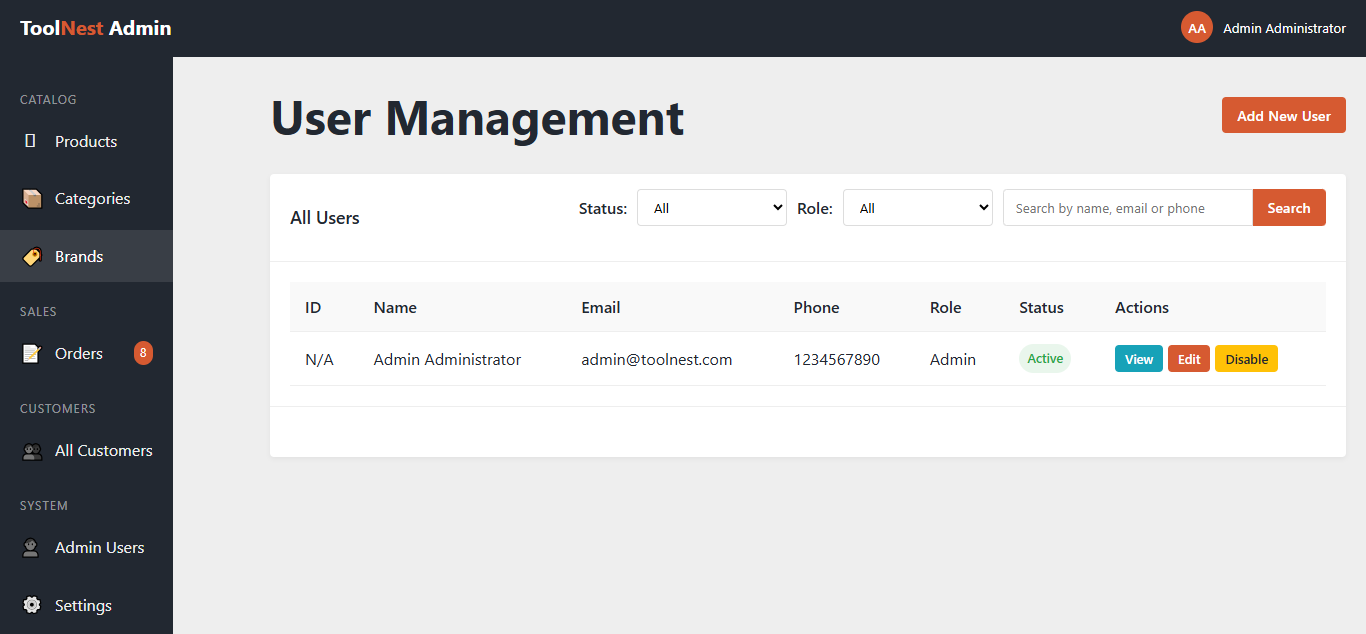 ToolNest Admin
AA Admin Administrator
CATALOG
Products
Categories
Brands
SALES
Orders 8
CUSTOMERS
All Customers
SYSTEM
Admin Users
Settings
User Management
Add New User
All Users Status: All Role: All Search by name, email or phone Search
ID Name Email Phone Role Status Actions
N/A Admin Administrator admin@toolnest.com 1234567890 Admin Active View Edit Disable